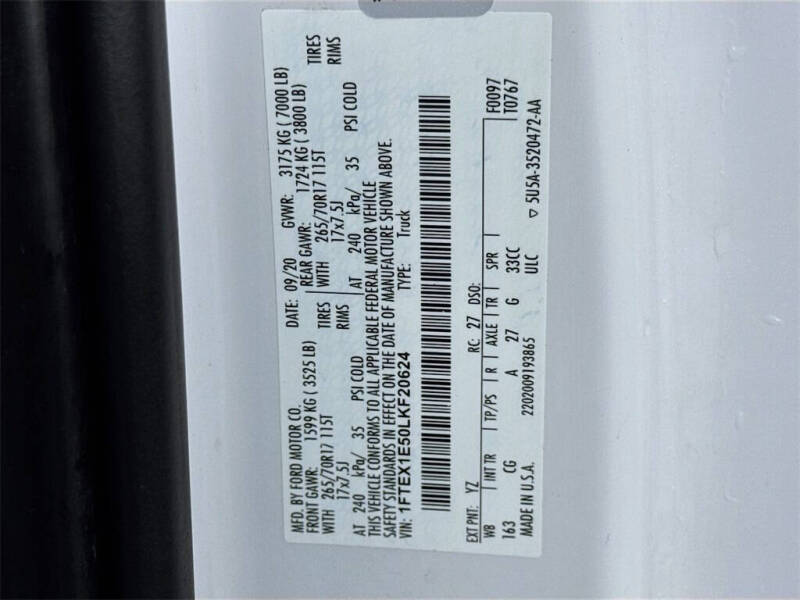 MFD. BY FORD MOTOR CO. DATE: 09/20 GVWR: 3175 KG ( 7000 LB)
FRONT GAWR: 1599 KG ( 3525 LB) REAR GAWR: 1724 KG ( 3800 LB)
WITH 265/70R17 115T TIRES WITH 265/70R17 115T TIRES
17x7.5J RIMS 17x7.5J RIMS
AT 240 kPa/ 35 PSI COLD AT 240 kPa/ 35 PSI COLD
THIS VEHICLE CONFORMS TO ALL APPLICABLE FEDERAL MOTOR VEHICLE
SAFETY STANDARDS IN EFFECT ON THE DATE OF MANUFACTURE SHOWN ABOVE.
VIN: 1FTEX1E50LKF20624 TYPE: Truck
EXT PNT: YZ RC: 27 DSO: F0097
WB INT TR TP/PS R AXLE TR SPR T0767
163 CG A 27 G 33CC
MADE IN U.S.A. 2202009193865 ULC ▽ 5U5A-3520472-AA